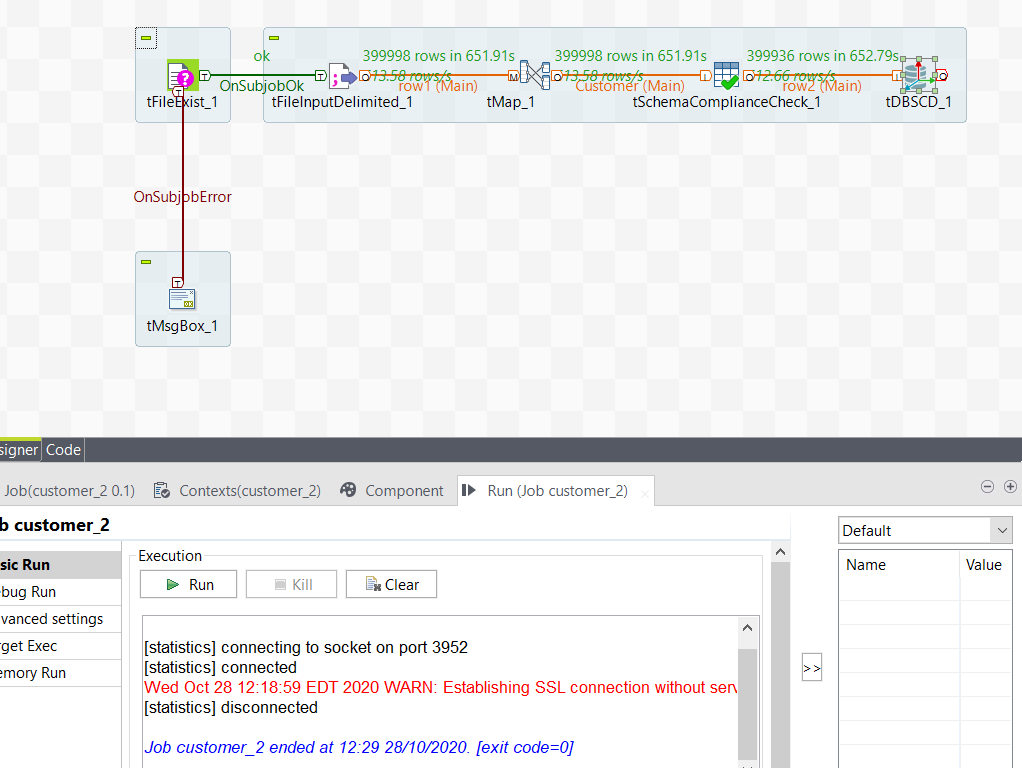 ok
399998 rows in 651.91s
399998 rows in 651.91s
399936 rows in 652.79s
13.58 rows/s
13.58 rows/s
12.66 rows/s
OnSubjobOk
row1 (Main)
Customer (Main)
row2 (Main)
tFileExist_1
tFileInputDelimited_1
tMap_1
tSchemaComplianceCheck_1
tDBSCD_1
OnSubjobError
tMsgBox_1
signer
Code
Job(customer_2 0.1)
Contexts(customer_2)
Component
Run (Job customer_2)
b customer_2
Default
sic Run
Execution
Name
Value
Run
Kill
Clear
bug Run
vanced settings
rget Exec
emory Run
[statistics] connecting to socket on port 3952
[statistics] connected
Wed Oct 28 12:18:59 EDT 2020 WARN: Establishing SSL connection without serv
[statistics] disconnected
Job customer_2 ended at 12:29 28/10/2020. [exit code=0]
>>